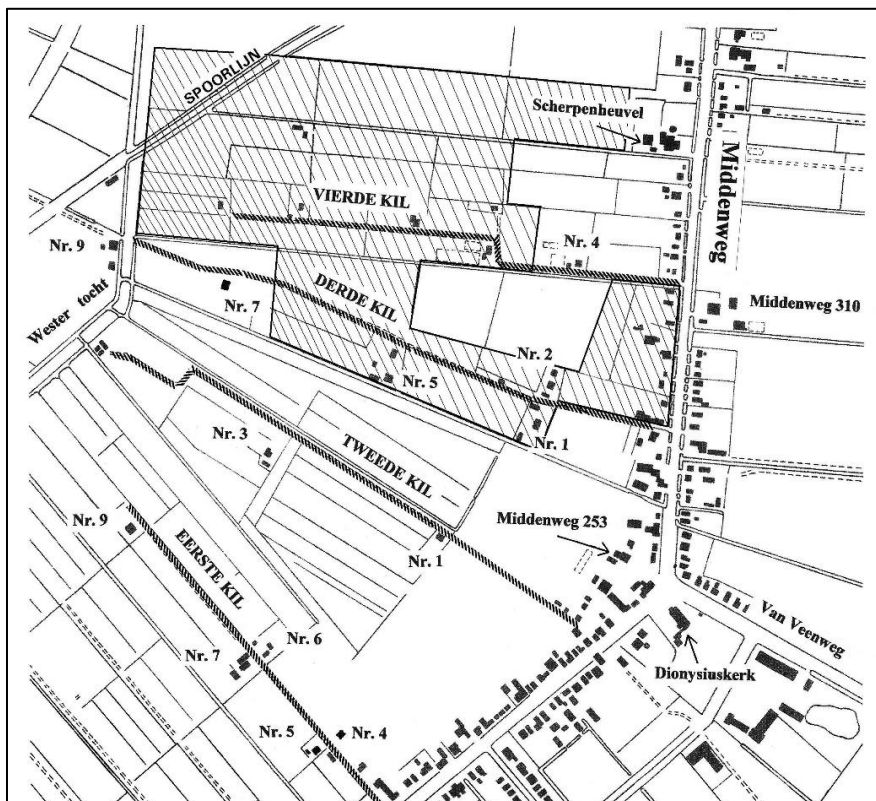 SPOORLIJN
Scherpenheuvel
Middenweg
VIERDE KIL
Nr. 9
Nr. 4
Wester tocht
Nr. 7
DERDE KIL
Middenweg 310
Nr. 2
Nr. 5
Nr. 1
Nr. 3
TWEEDE KIL
Nr. 9
Middenweg 253
EERSTE KIL
Nr. 1
Nr. 6
Van Veenweg
Nr. 7
Dionysiuskerk
Nr. 5
Nr. 4